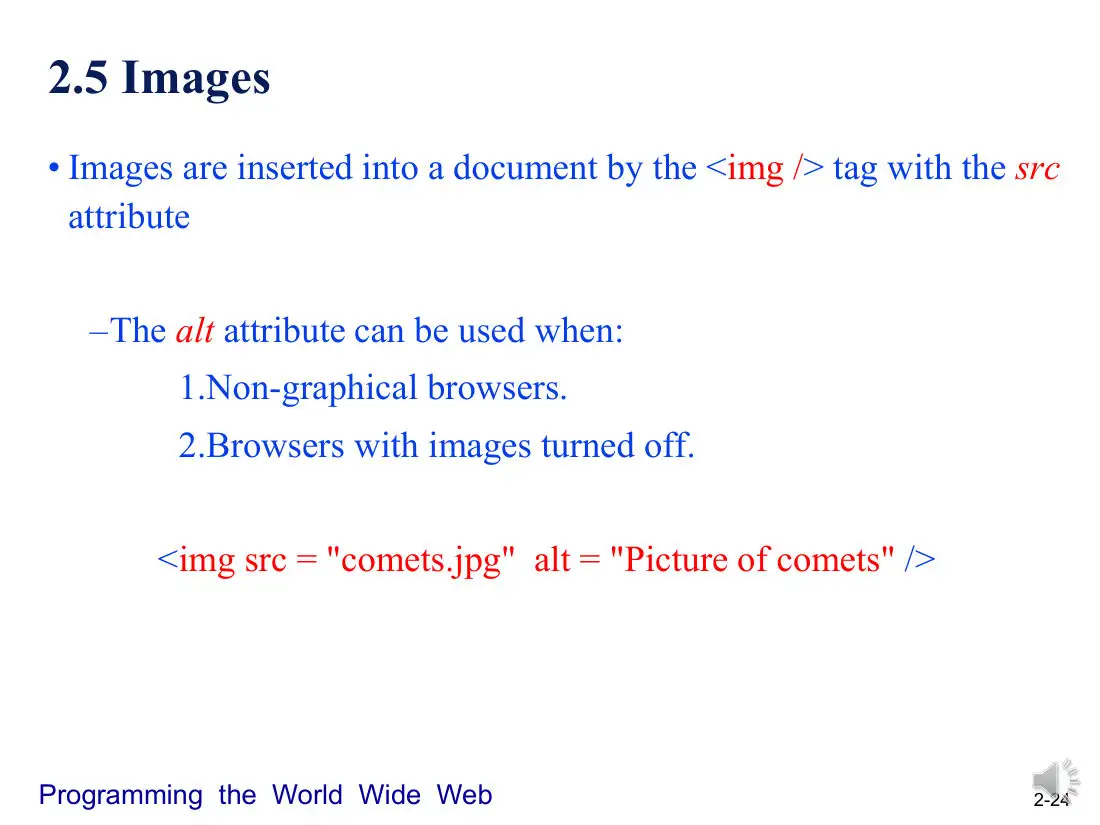 2.5 Images
• Images are inserted into a document by the <img /> tag with the src
attribute
–The alt attribute can be used when:
1.Non-graphical browsers.
2.Browsers with images turned off.
<img src = "comets.jpg"  alt = "Picture of comets" />
Programming the World Wide Web
2-24